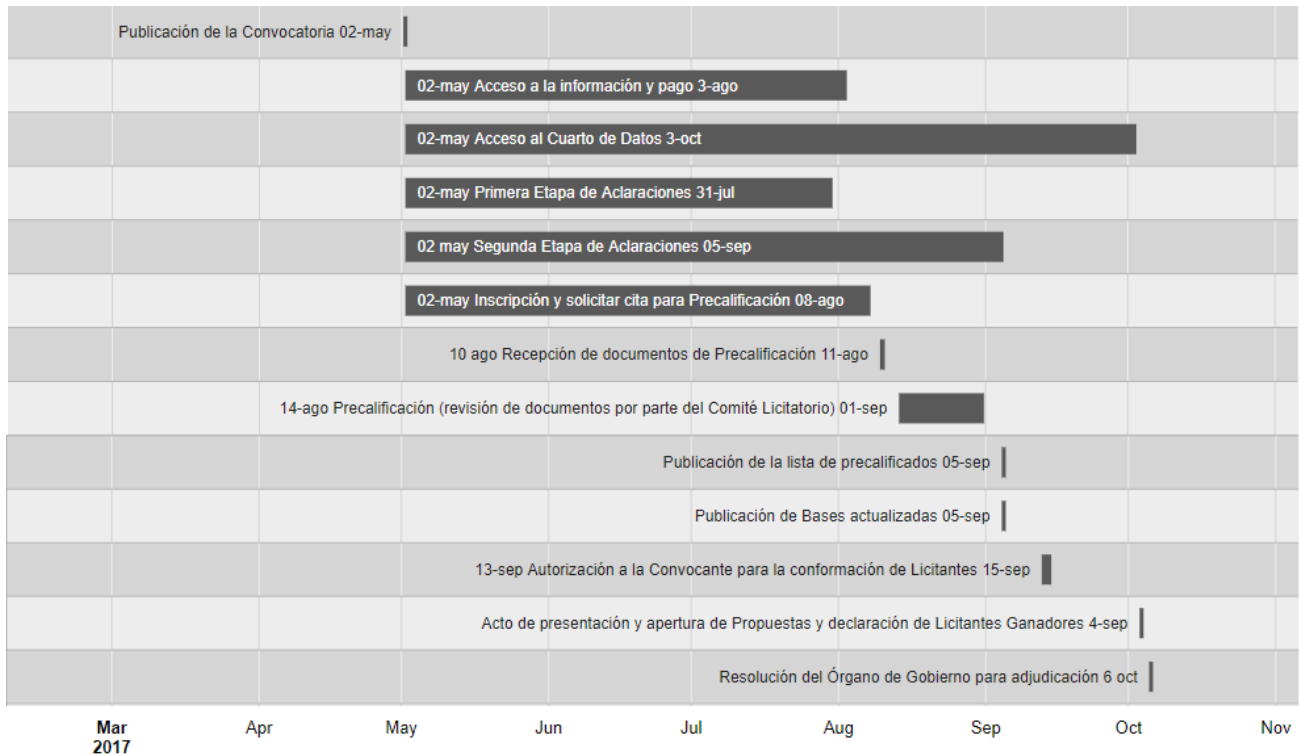 Publicación de la Convocatoria 02-may
02-may Acceso a la información y pago 3-ago
02-may Acceso al Cuarto de Datos 3-oct
02-may Primera Etapa de Aclaraciones 31-jul
02 may Segunda Etapa de Aclaraciones 05-sep
02-may Inscripción y solicitar cita para Precalificación 08-ago
10 ago Recepción de documentos de Precalificación 11-ago
14-ago Precalificación (revisión de documentos por parte del Comité Licitatorio) 01-sep
Publicación de la lista de precalificados 05-sep
Publicación de Bases actualizadas 05-sep
13-sep Autorización a la Convocante para la conformación de Licitantes 15-sep
Acto de presentación y apertura de Propuestas y declaración de Licitantes Ganadores 4-sep
Resolución del Órgano de Gobierno para adjudicación 6 oct
Mar Apr May Jun Jul Aug Sep Oct Nov
2017